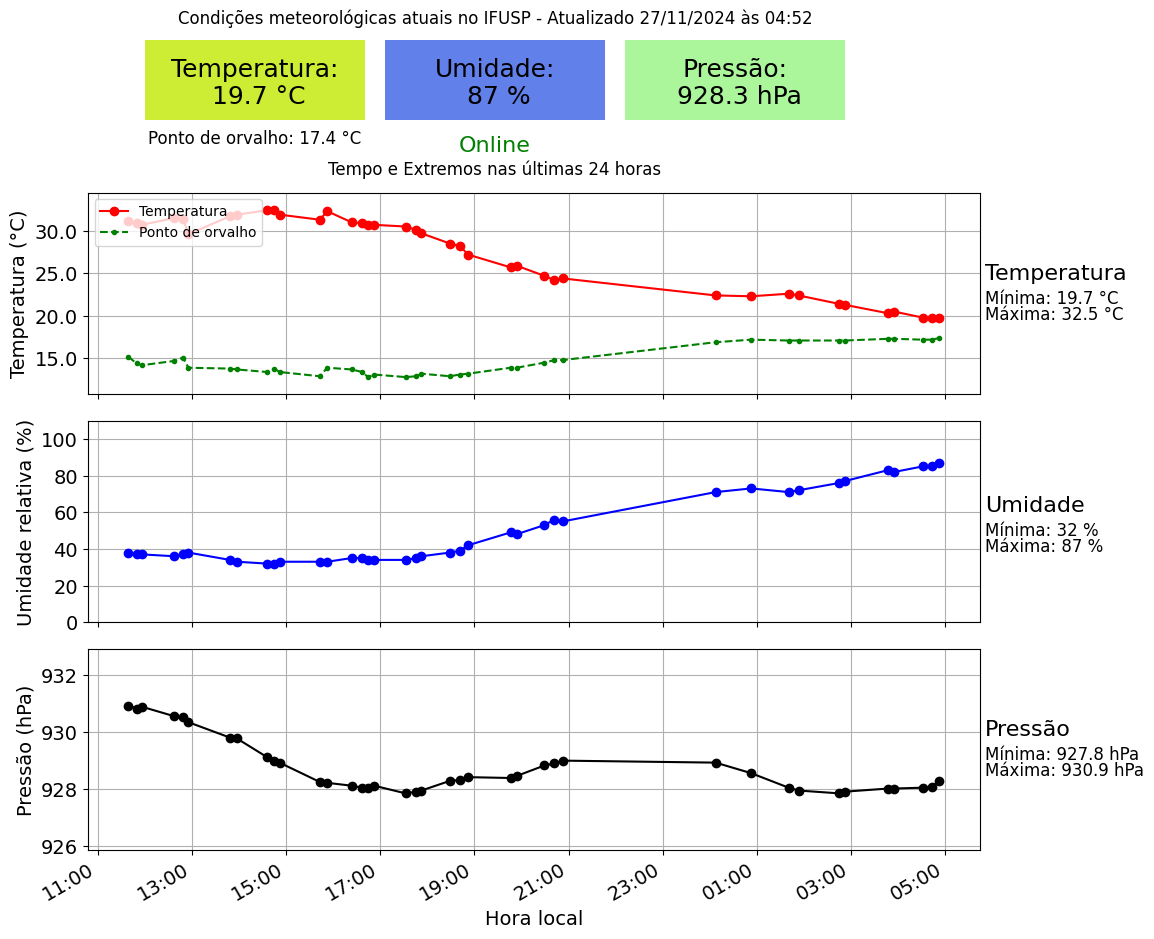 Condições meteorológicas atuais no IFUSP - Atualizado 27/11/2024 às 04:52
Temperatura:
19.7 °C
Umidade:
87 %
Pressão:
928.3 hPa
Ponto de orvalho: 17.4 °C
Online
Tempo e Extremos nas últimas 24 horas
Temperatura (°C)
30.0
25.0
20.0
15.0
Temperatura
Ponto de orvalho
Temperatura
Mínima: 19.7 °C
Máxima: 32.5 °C
Umidade relativa (%)
100
80
60
40
20
0
Umidade
Mínima: 32 %
Máxima: 87 %
Pressão (hPa)
932
930
928
926
Pressão
Mínima: 927.8 hPa
Máxima: 930.9 hPa
11:00 13:00 15:00 17:00 19:00 21:00 23:00 01:00 03:00 05:00
Hora local